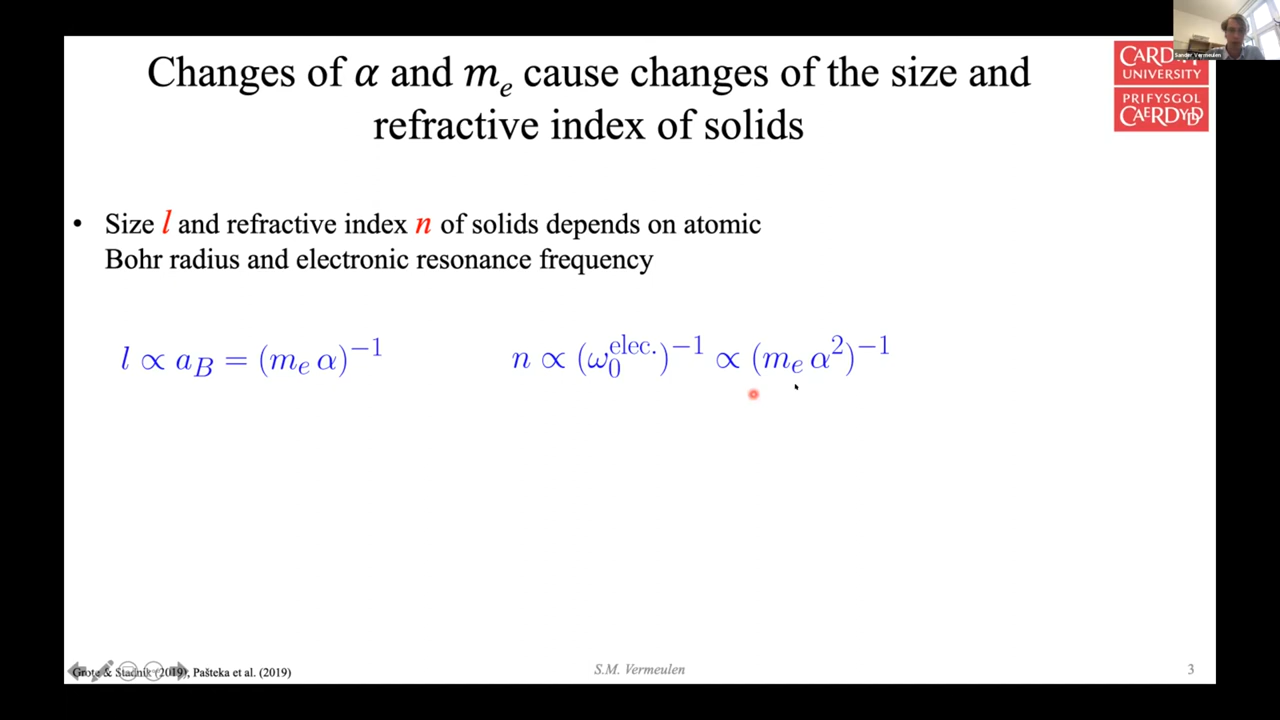 Sander Vermeulen
Changes of α and mₑ cause changes of the size and
refractive index of solids
CARDIFF
UNIVERSITY
PRIFYSGOL
CAERDYDD
• Size l and refractive index n of solids depends on atomic
Bohr radius and electronic resonance frequency
l ∝ a_B = (mₑ α)⁻¹
n ∝ (ω₀^elec.)⁻¹ ∝ (mₑ α²)⁻¹
Grote & Stadnik (2019), Pašteka et al. (2019)
S.M. Vermeulen
3